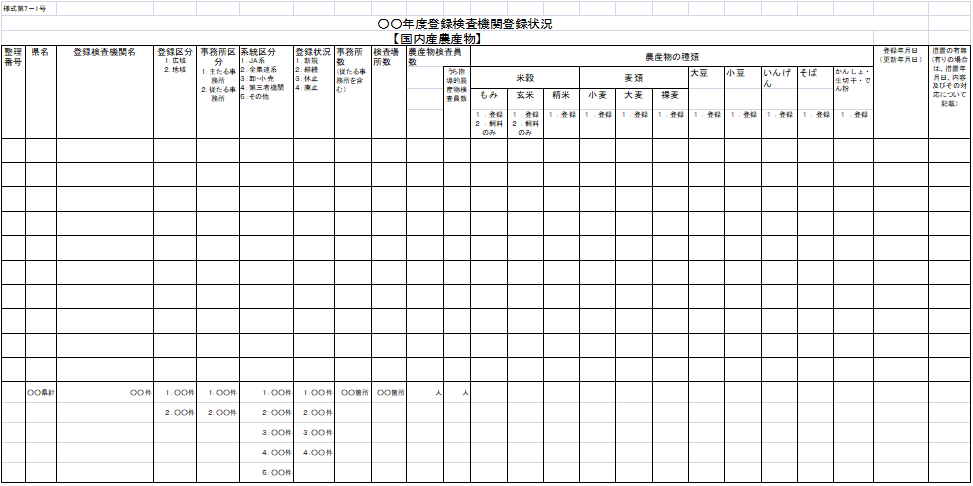 様式第7－1号
〇〇年度登録検査機関登録状況
【国内産農産物】
整理番号
県名
登録検査機関名
登録区分
1. 広域
2. 地域
事務所区分
1. 主たる事務所
2. 従たる事務所
系統区分
1. JA系
2. 全集連系
3. 卸・小売
4. 第三者機関
5. その他
登録状況
1. 新規
2. 継続
3. 休止
4. 廃止
事務所数
(従たる事務所を含む)
検査場所数
農産物検査員数
うち指導的農産物検査員数
農産物の種類
米穀
もみ
1 : 登録
2 : 飼料のみ
玄米
1 : 登録
2 : 飼料のみ
精米
1 : 登録
麦類
小麦
1 : 登録
大麦
1 : 登録
裸麦
1 : 登録
大豆
1 : 登録
小豆
1 : 登録
いんげん
1 : 登録
そば
1 : 登録
かんしょ・生切干・でん粉
1 : 登録
登録年月日
(更新年月日)
措置の有無
(有りの場合は、措置年月日、内容及びその対応について記載)
〇〇県計 〇〇件 1.〇〇件 1.〇〇件 1.〇〇件 1.〇〇件 〇〇箇所 〇〇箇所 人 人
2.〇〇件 2.〇〇件 2.〇〇件 2.〇〇件
3.〇〇件 3.〇〇件
4.〇〇件 4.〇〇件
5.〇〇件